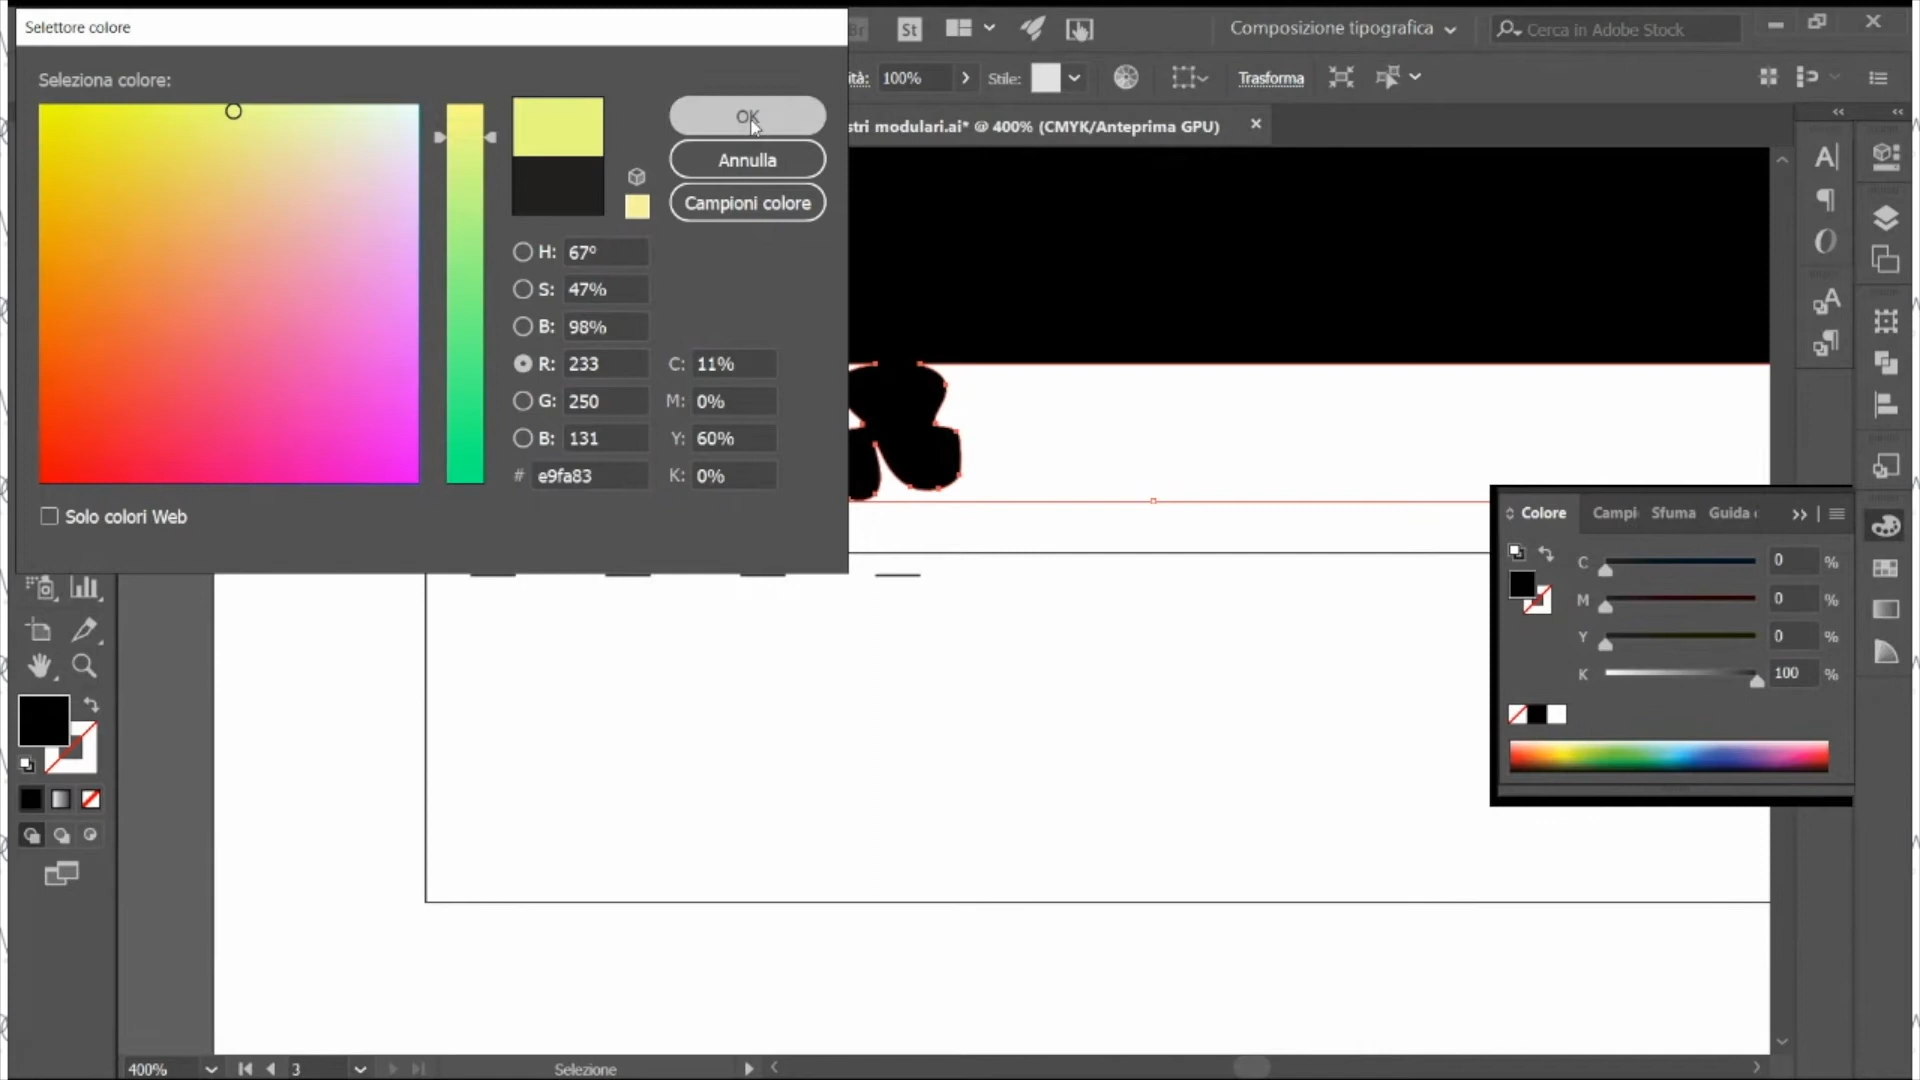 Selettore colore
Seleziona colore:
OK
Annulla
Campioni colore
H: 67°
S: 47%
B: 98%
R: 233
G: 250
B: 131
# e9fa83
C: 11%
M: 0%
Y: 60%
K: 0%
Solo colori Web
Br
St
Composizione tipografica
Cerca in Adobe Stock
ità: 100%
Stile:
Trasforma
stri modulari.ai* @ 400% (CMYK/Anteprima GPU)
Colore
Campi
Sfuma
Guida
C 0 %
M 0 %
Y 0 %
K 100 %
400%
3
Selezione